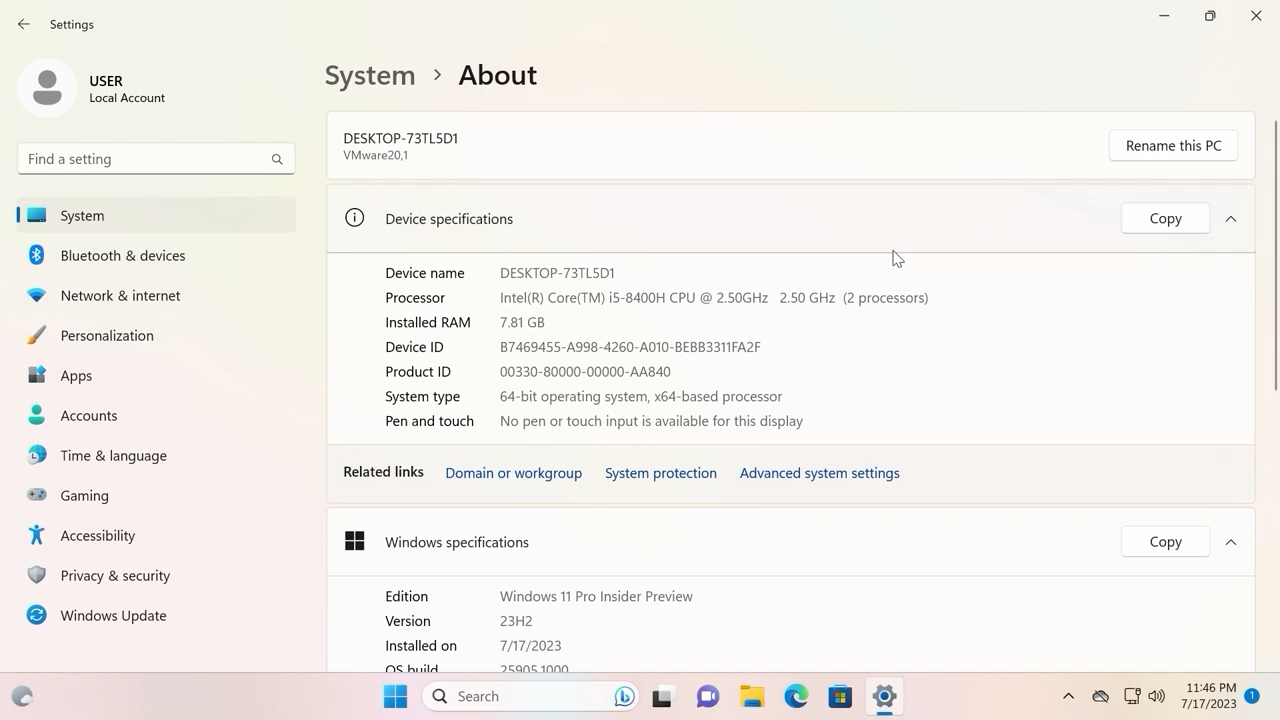 Settings
USER
Local Account
Find a setting
System
Bluetooth & devices
Network & internet
Personalization
Apps
Accounts
Time & language
Gaming
Accessibility
Privacy & security
Windows Update
System > About
DESKTOP-73TL5D1
VMware20,1
Rename this PC
Device specifications
Copy
Device name DESKTOP-73TL5D1
Processor Intel(R) Core(TM) i5-8400H CPU @ 2.50GHz 2.50 GHz (2 processors)
Installed RAM 7.81 GB
Device ID B7469455-A998-4260-A010-BEBB3311FA2F
Product ID 00330-80000-00000-AA840
System type 64-bit operating system, x64-based processor
Pen and touch No pen or touch input is available for this display
Related links Domain or workgroup System protection Advanced system settings
Windows specifications
Copy
Edition Windows 11 Pro Insider Preview
Version 23H2
Installed on 7/17/2023
OS build 25905.1000
Search
11:46 PM
7/17/2023
1